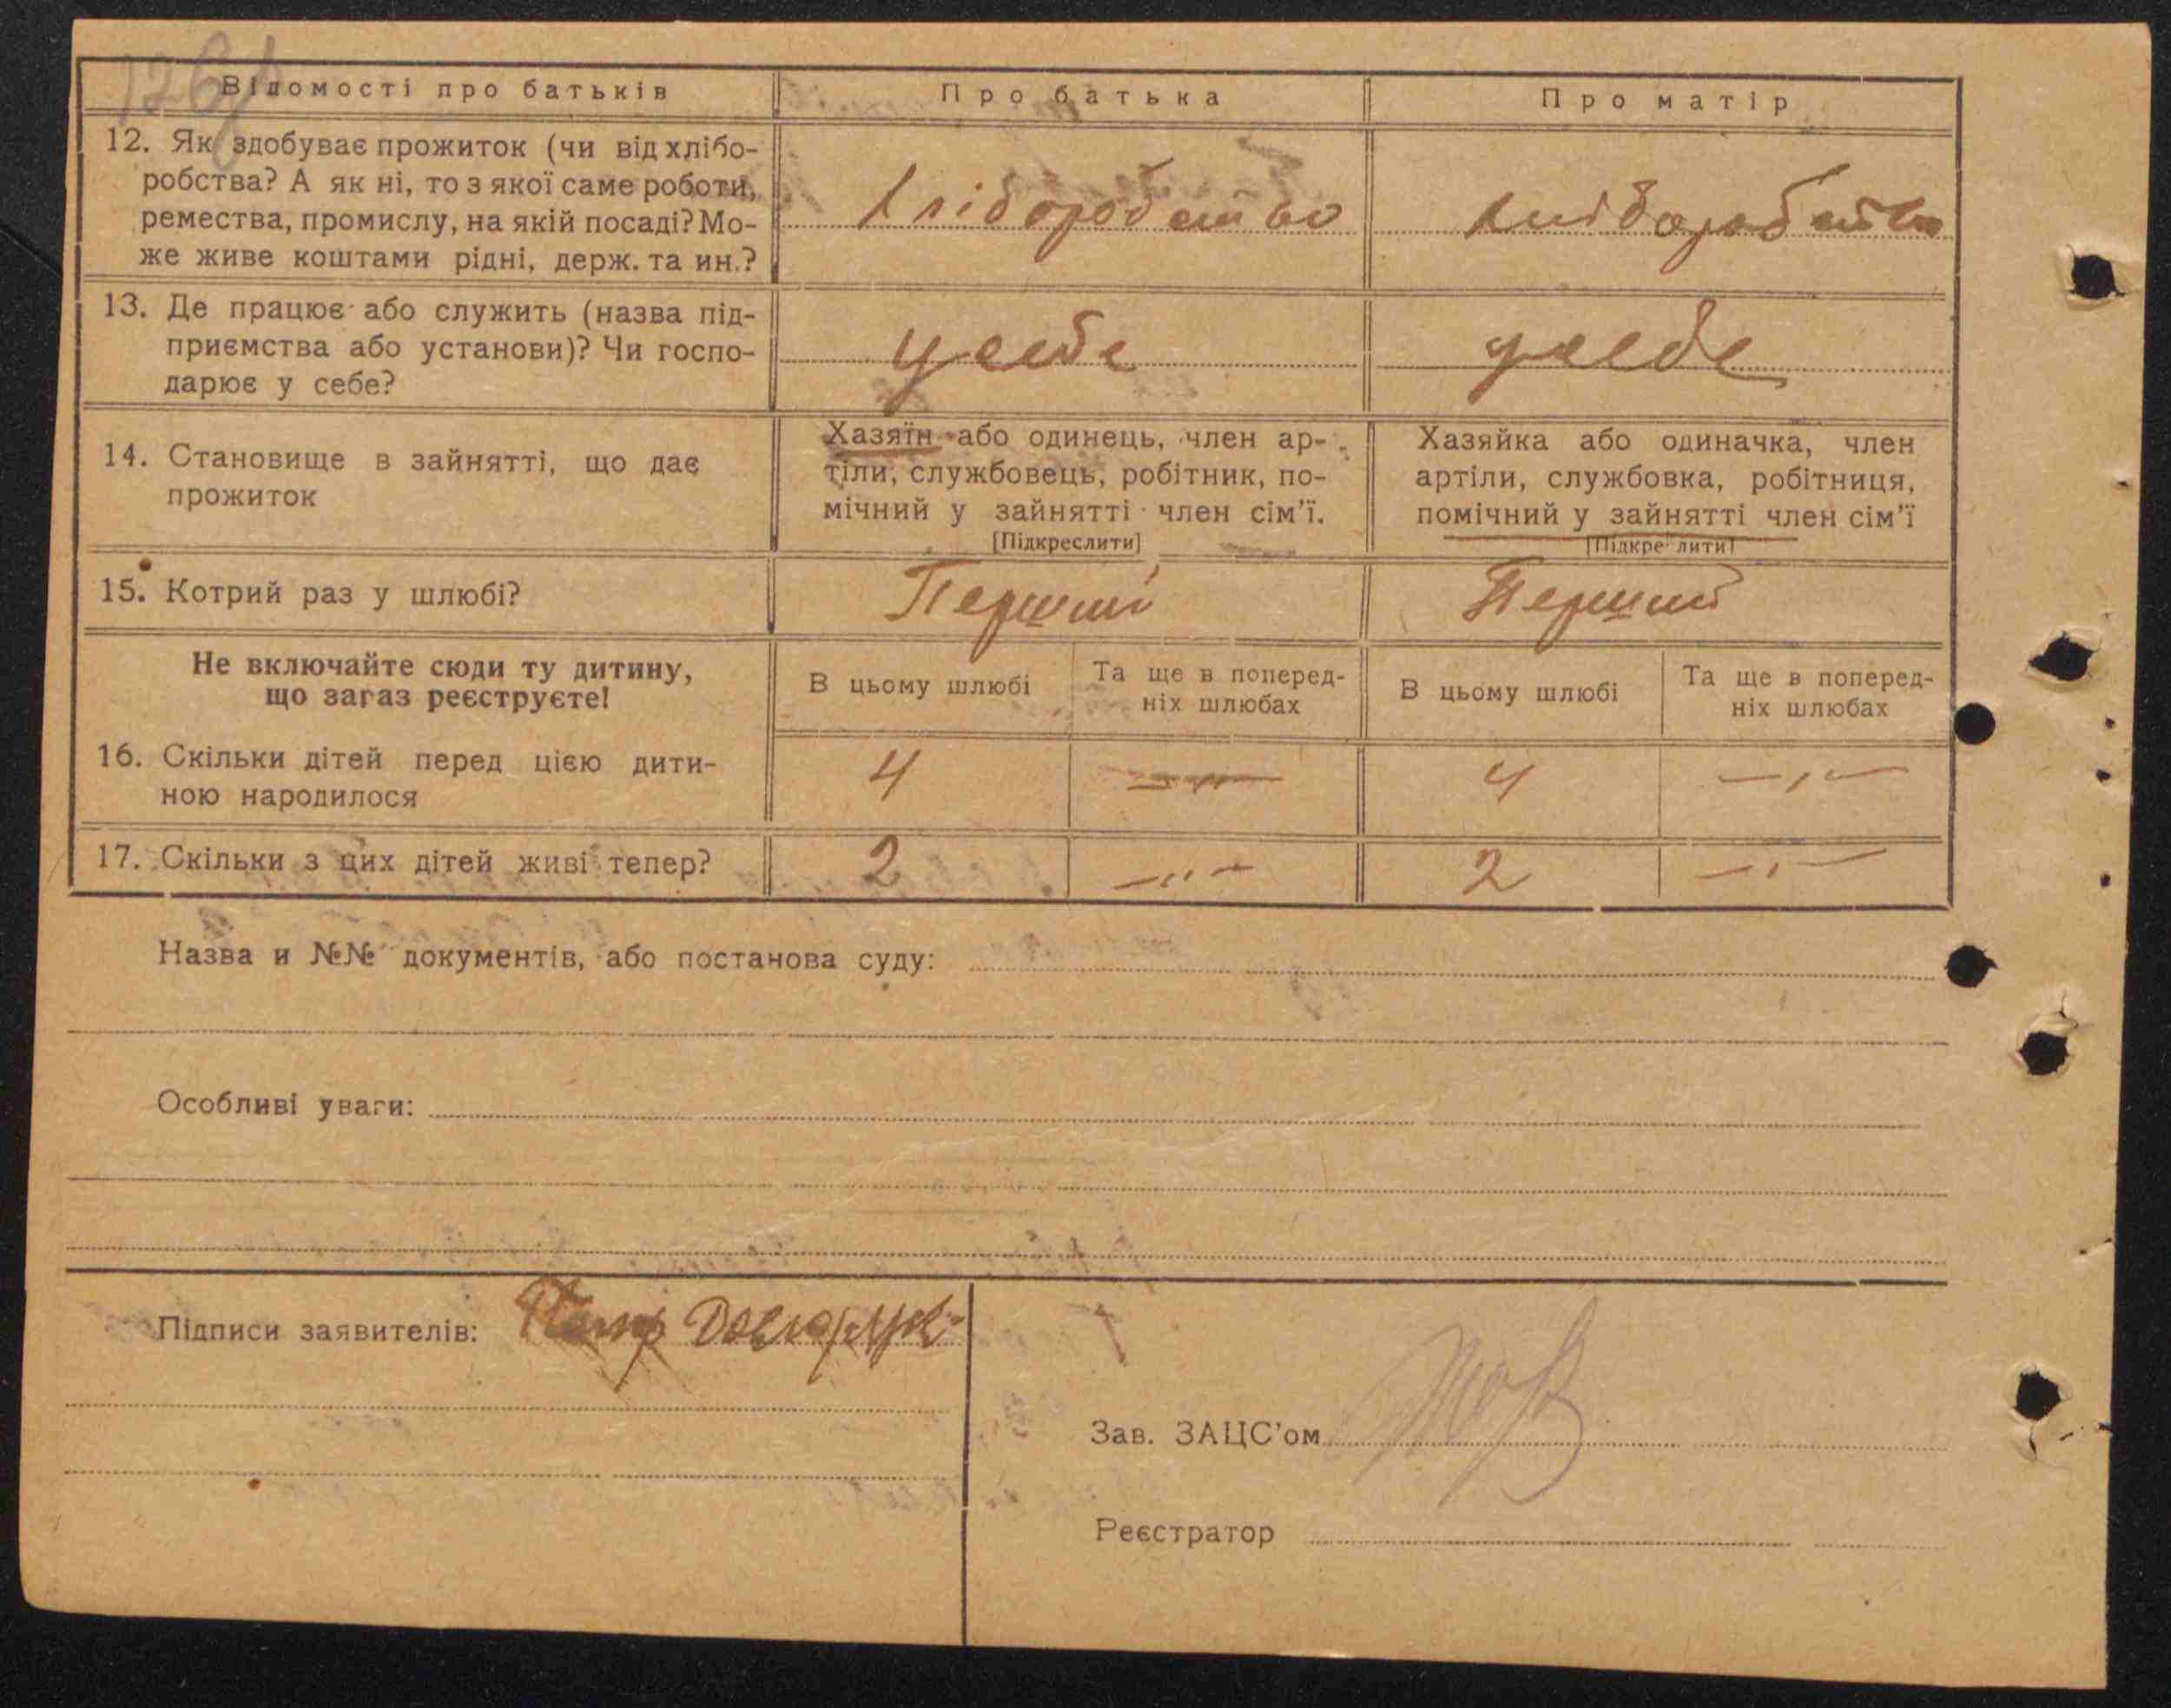 126
Відомості про батьків
Про батька
Про матір
12. Як здобуває прожиток (чи від хлібо-
робства? А як ні, то з якої саме роботи,
ремества, промислу, на якій посаді? Мо-
же живе коштами рідні, держ. та ин.?
хліборобство
хліборобство
13. Де працює або служить (назва під-
приємства або установи)? Чи госпо-
дарює у себе?
у себе
у себе
14. Становище в зайнятті, що дає
прожиток
Хазяїн або одинець, член ар-
тіли, службовець, робітник, по-
мічний у зайнятті член сім'ї.
[Підкреслити]
Хазяйка або одиначка, член
артіли, службовка, робітниця,
помічний у зайнятті член сім'ї
[Підкре лити]
15. Котрий раз у шлюбі?
Перший
Перший
Не включайте сюди ту дитину,
що загаз реєструєте!
В цьому шлюбі
Та ще в поперед-
ніх шлюбах
В цьому шлюбі
Та ще в поперед-
ніх шлюбах
16. Скільки дітей перед цією дити-
ною народилося
4
—„—
4
—„—
17. Скільки з цих дітей живі тепер?
2
—„—
2
—„—
Назва и №№ документів, або постанова суду:
Особливі уваги:
Підписи заявителів: Петр
Зав. ЗАЦС'ом
Реєстратор